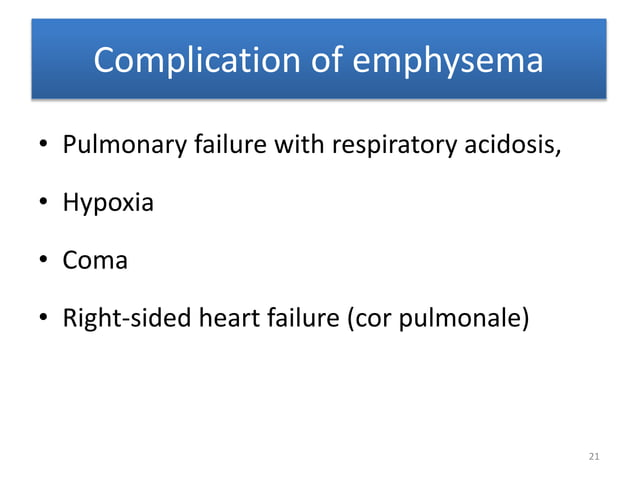 Complication of emphysema
• Pulmonary failure with respiratory acidosis,
• Hypoxia
• Coma
• Right-sided heart failure (cor pulmonale)
21